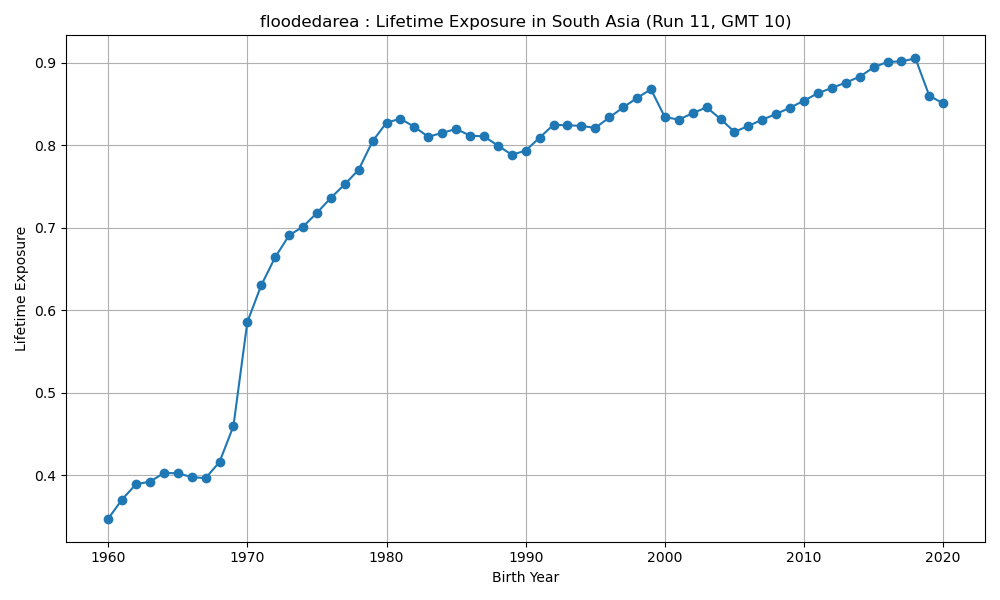 floodedarea : Lifetime Exposure in South Asia (Run 11, GMT 10)
Lifetime Exposure
0.9
0.8
0.7
0.6
0.5
0.4
1960 1970 1980 1990 2000 2010 2020
Birth Year